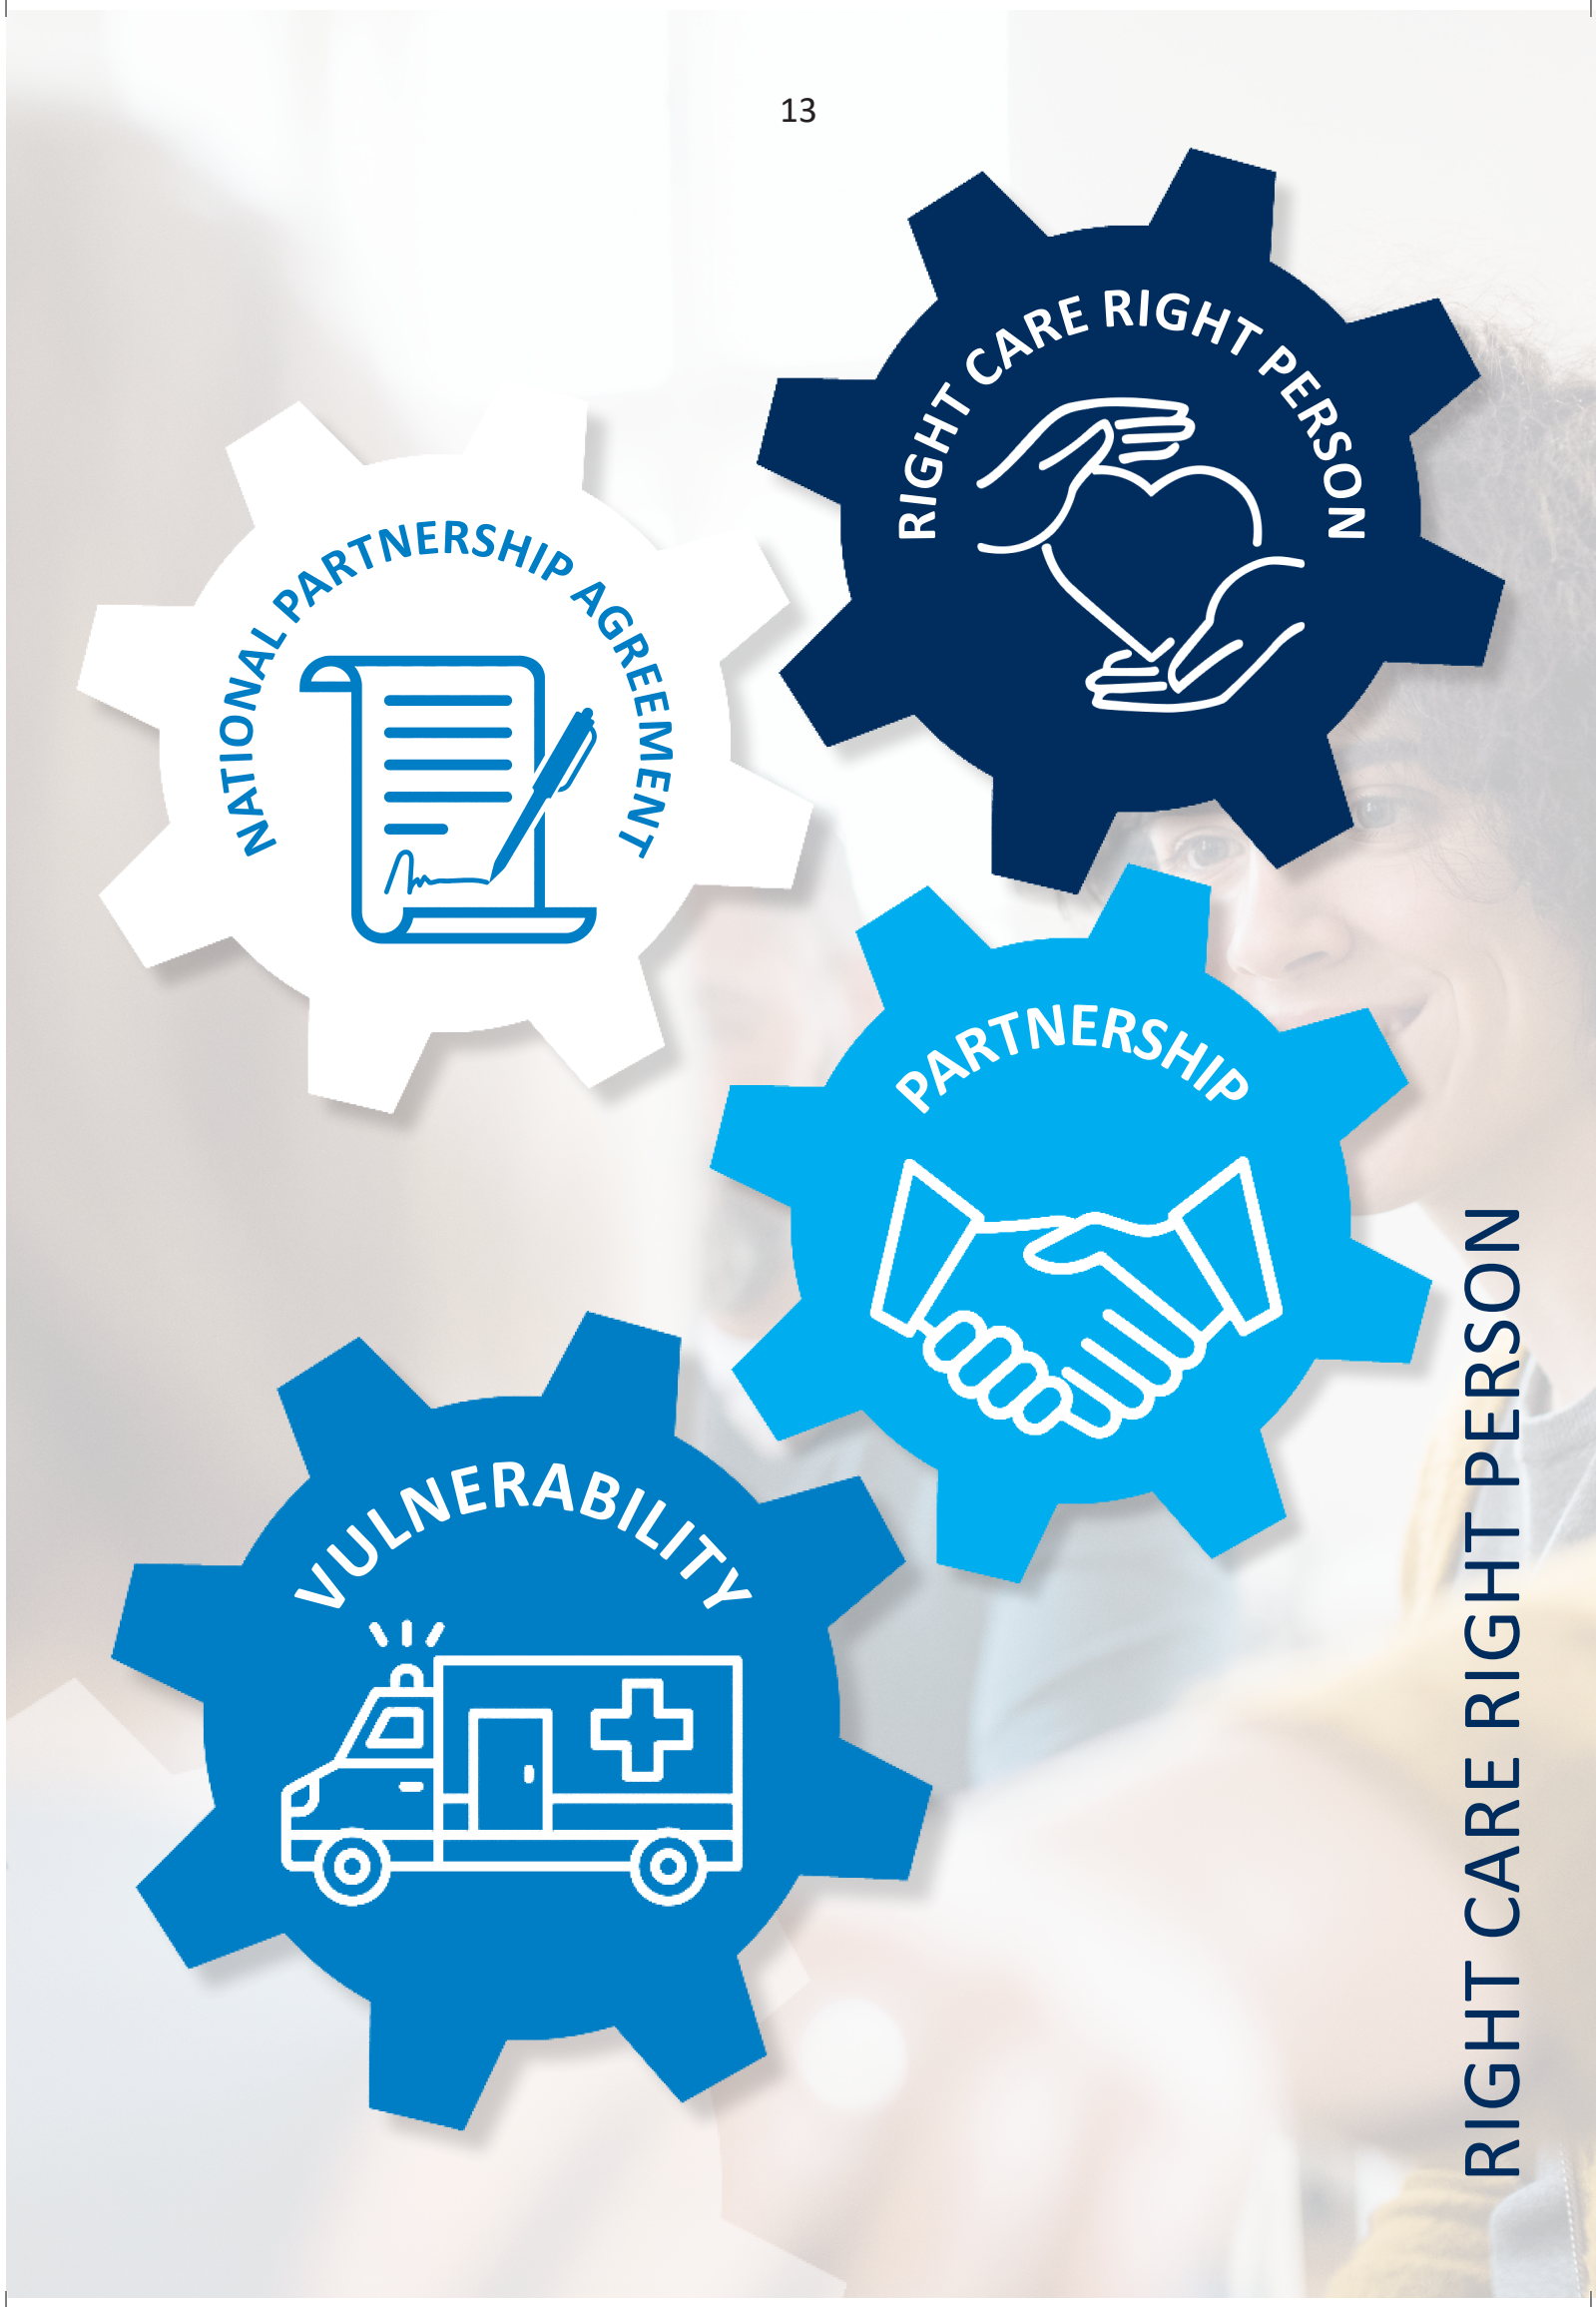 13
RIGHT CARE RIGHT PERSON
NATIONAL PARTNERSHIP AGREEMENT
PARTNERSHIP
VULNERABILITY
RIGHT CARE RIGHT PERSON